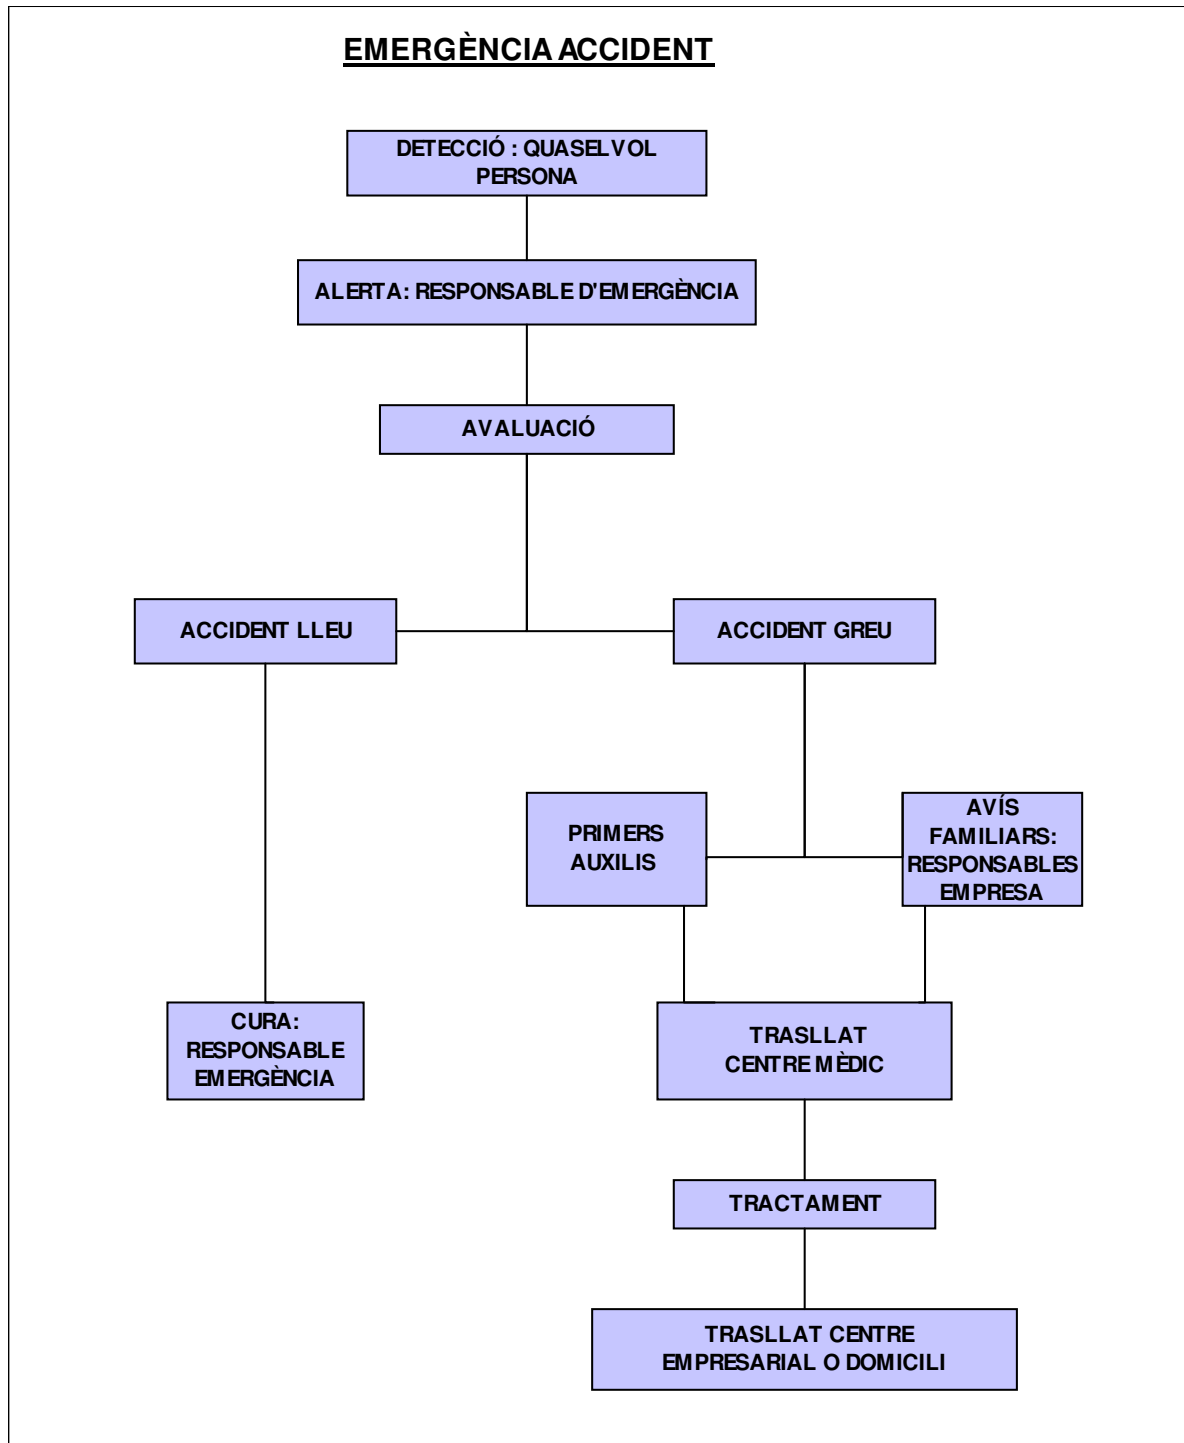 EMERGÈNCIA ACCIDENT
DETECCIÓ : QUASELVOL
PERSONA
ALERTA: RESPONSABLE D'EMERGÈNCIA
AVALUACIÓ
ACCIDENT LLEU
ACCIDENT GREU
PRIMERS
AUXILIS
AVÍS
FAMILIARS:
RESPONSABLES
EMPRESA
CURA:
RESPONSABLE
EMERGÈNCIA
TRASLLAT
CENTRE MÈDIC
TRACTAMENT
TRASLLAT CENTRE
EMPRESARIAL O DOMICILI